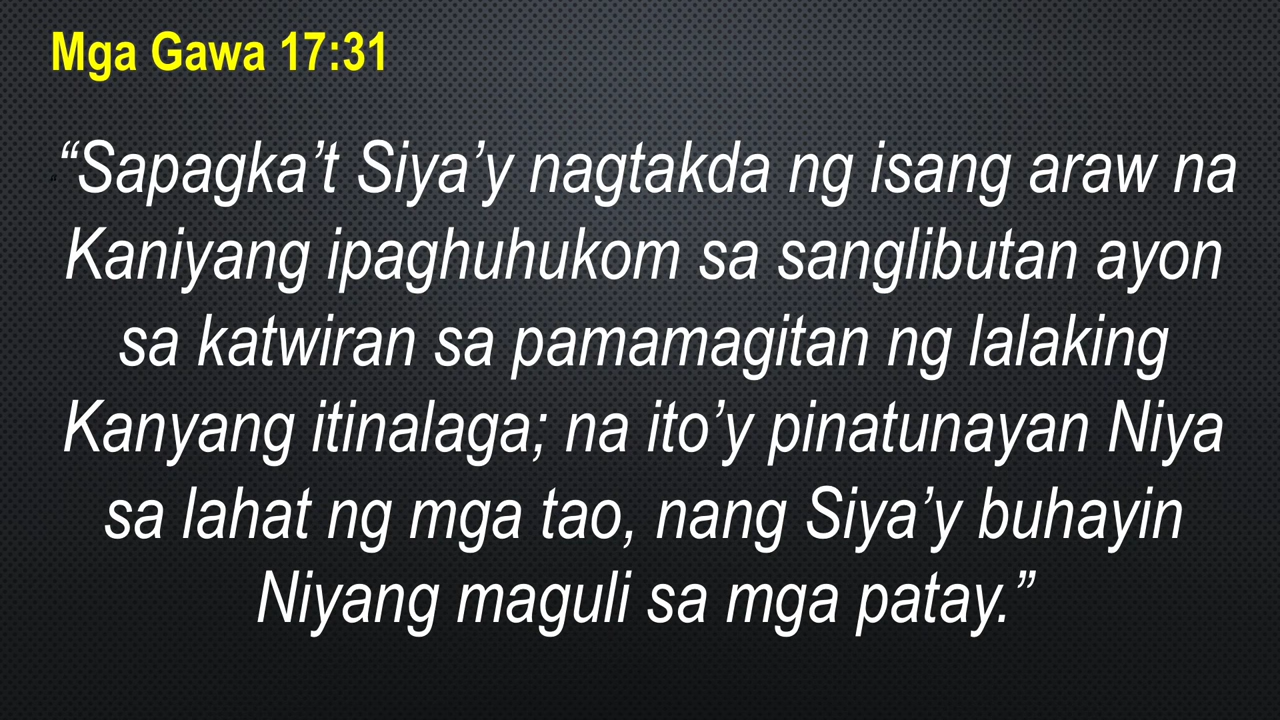 Mga Gawa 17:31
“Sapagka’t Siya’y nagtakda ng isang araw na
Kaniyang ipaghuhukom sa sanglibutan ayon
sa katwiran sa pamamagitan ng lalaking
Kanyang itinalaga; na ito’y pinatunayan Niya
sa lahat ng mga tao, nang Siya’y buhayin
Niyang maguli sa mga patay.”